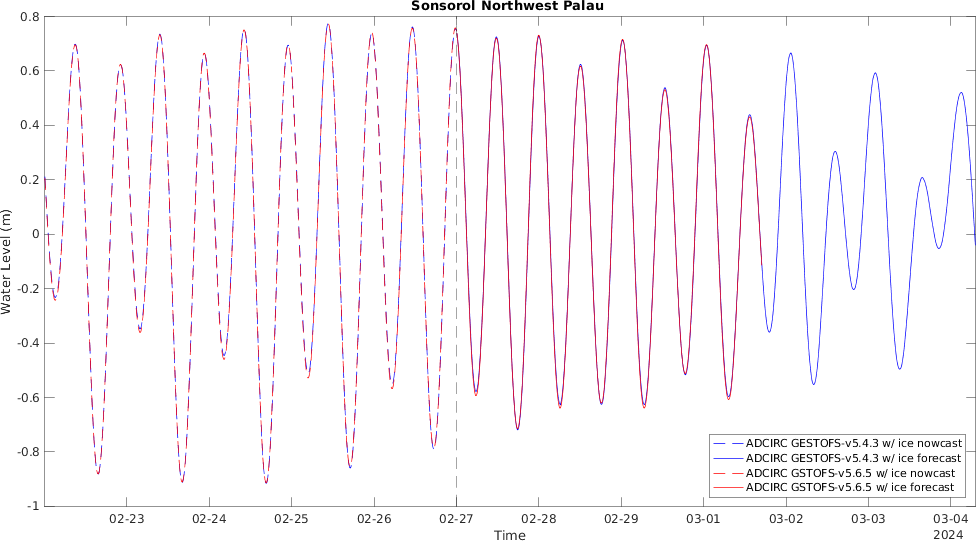 Sonsorol Northwest Palau
0.8
0.6
0.4
0.2
0
-0.2
-0.4
-0.6
-0.8
-1
Water Level (m)
ADCIRC GESTOFS-v5.4.3 w/ ice nowcast
ADCIRC GESTOFS-v5.4.3 w/ ice forecast
ADCIRC GSTOFS-v5.6.5 w/ ice nowcast
ADCIRC GSTOFS-v5.6.5 w/ ice forecast
02-23 02-24 02-25 02-26 02-27 02-28 02-29 03-01 03-02 03-03 03-04
Time
2024